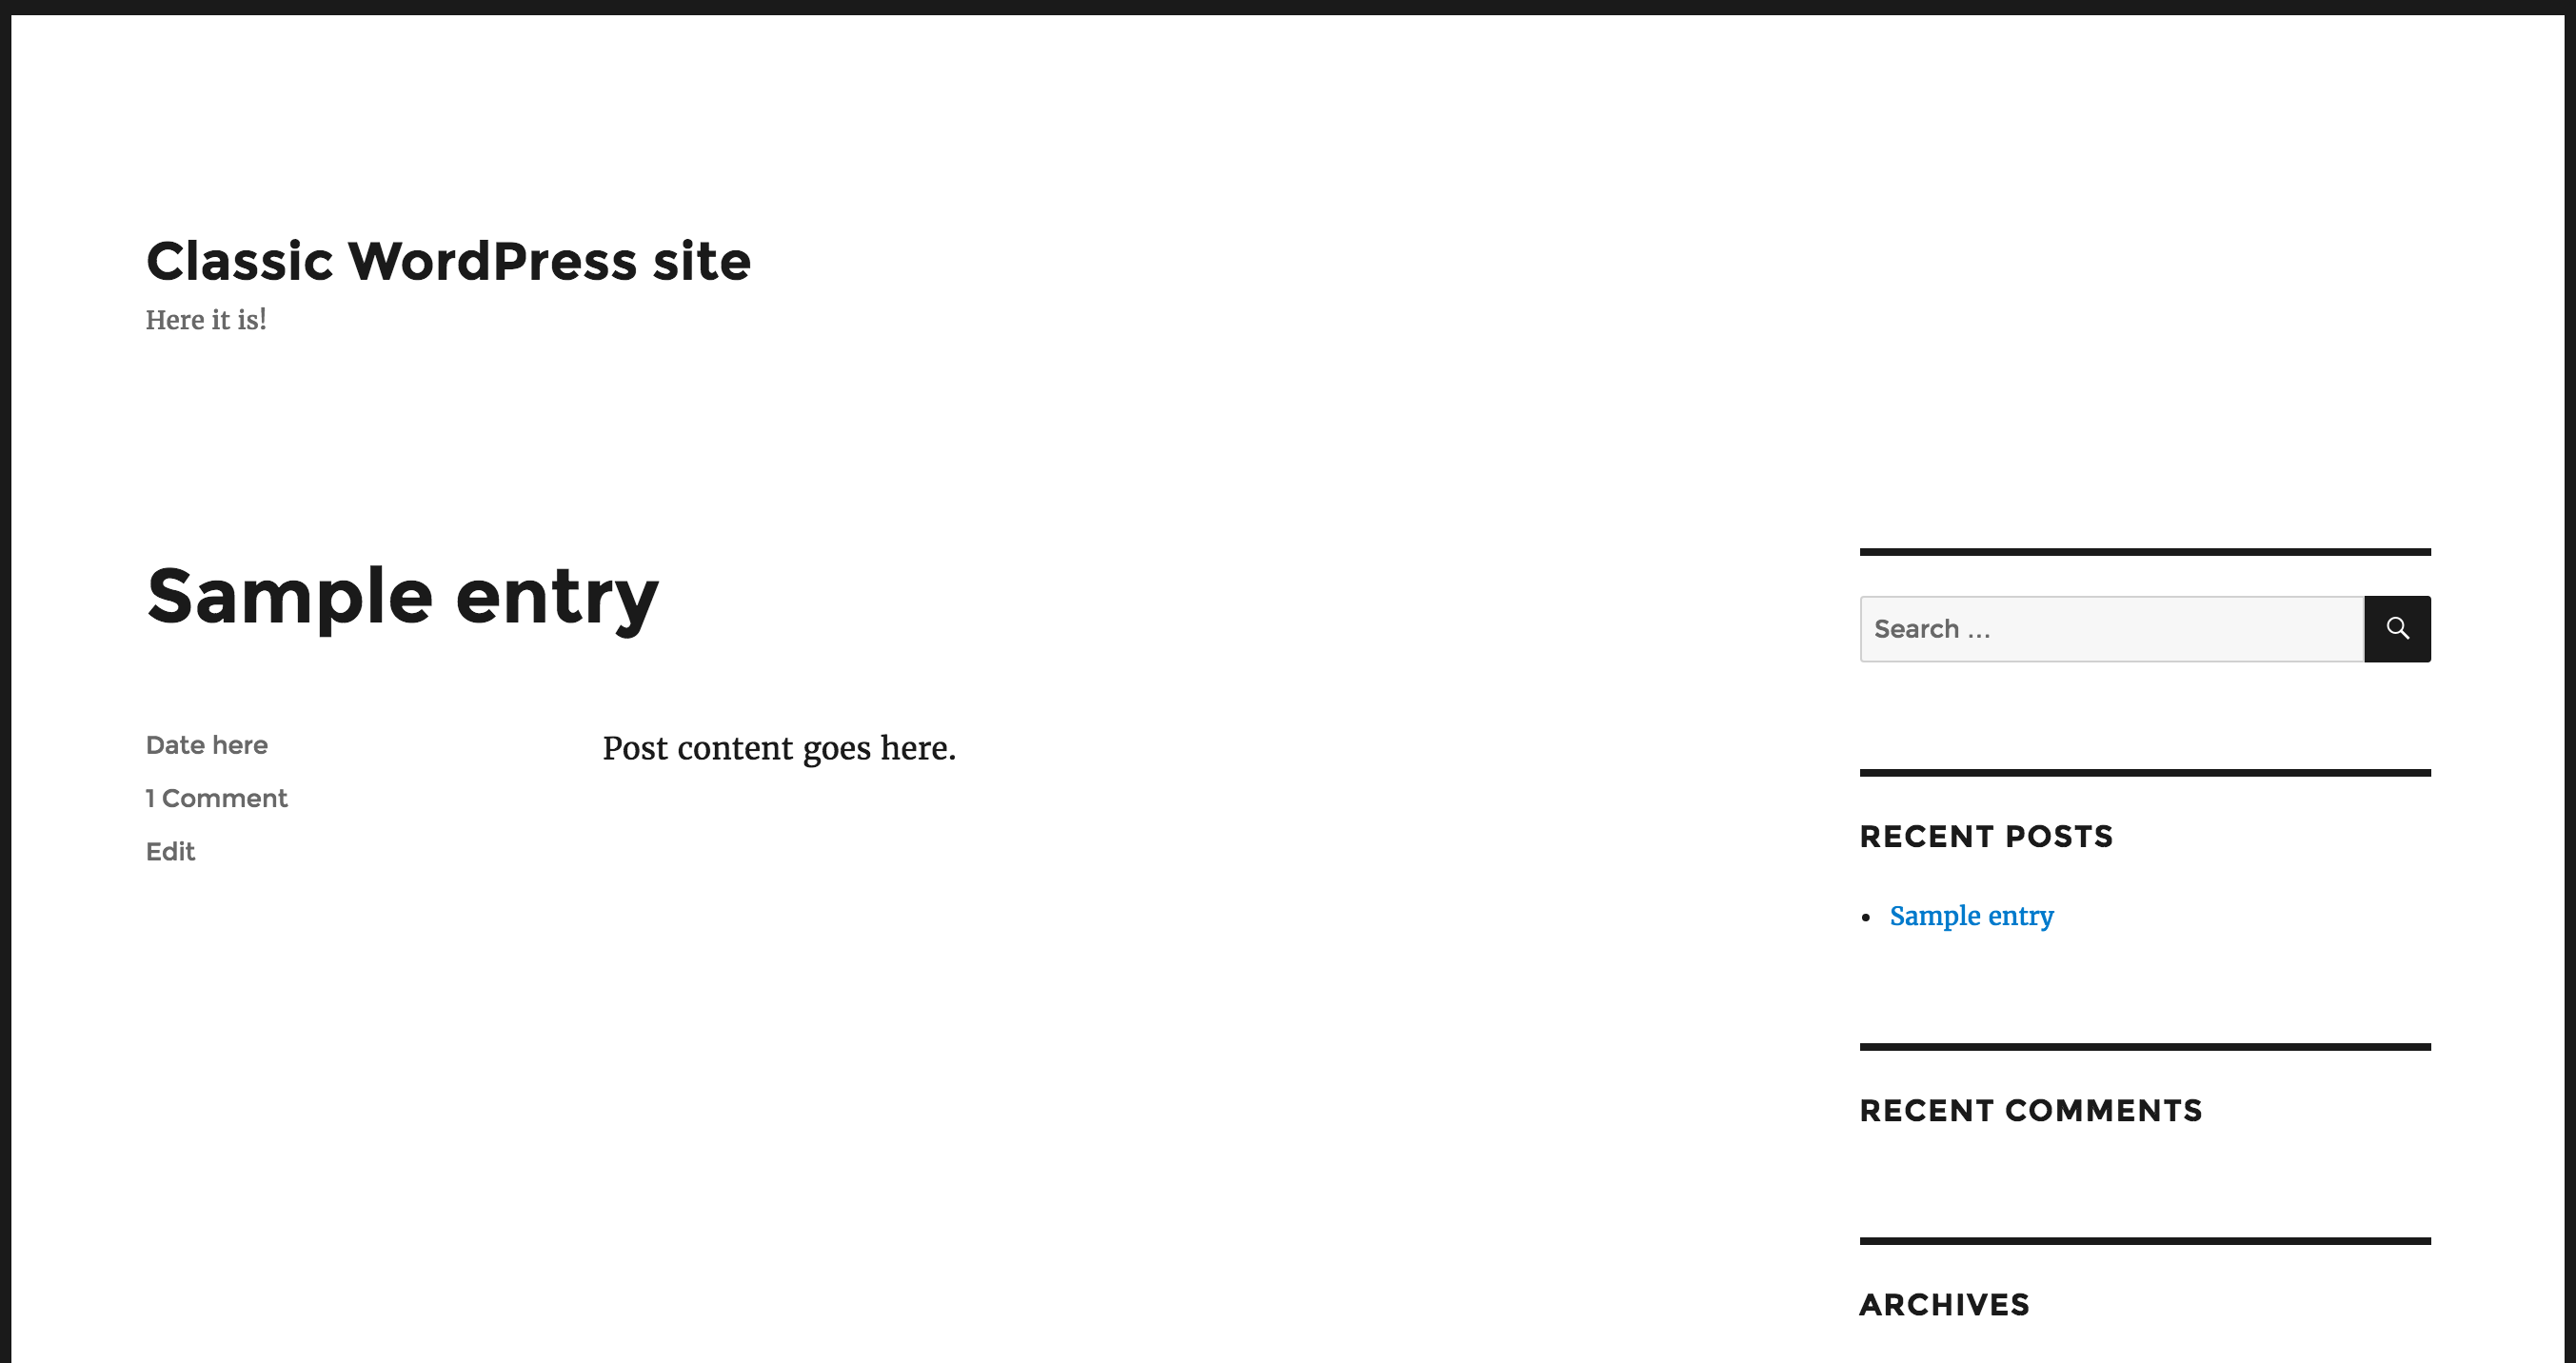 Classic WordPress site
Here it is!
Sample entry
Date here
1 Comment
Edit
Post content goes here.
Search ...
RECENT POSTS
Sample entry
RECENT COMMENTS
ARCHIVES